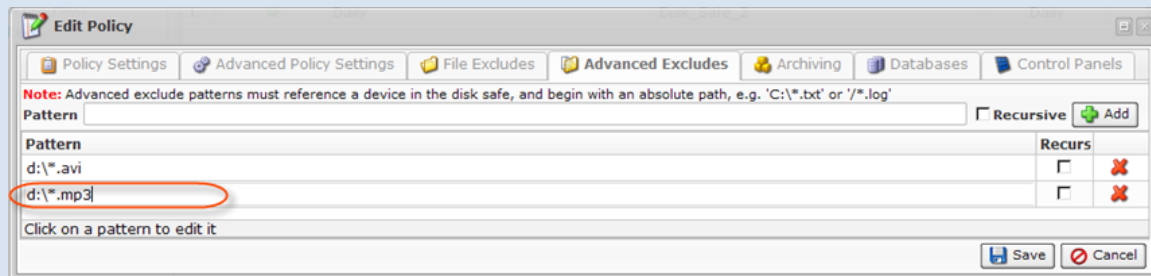 Edit Policy
Policy Settings Advanced Policy Settings File Excludes Advanced Excludes Archiving Databases Control Panels
Note: Advanced exclude patterns must reference a device in the disk safe, and begin with an absolute path, e.g. 'C:\*.txt' or '/*.log'
Pattern Recursive Add
Pattern Recurs
d:\*.avi
d:\*.mp3
Click on a pattern to edit it
Save Cancel